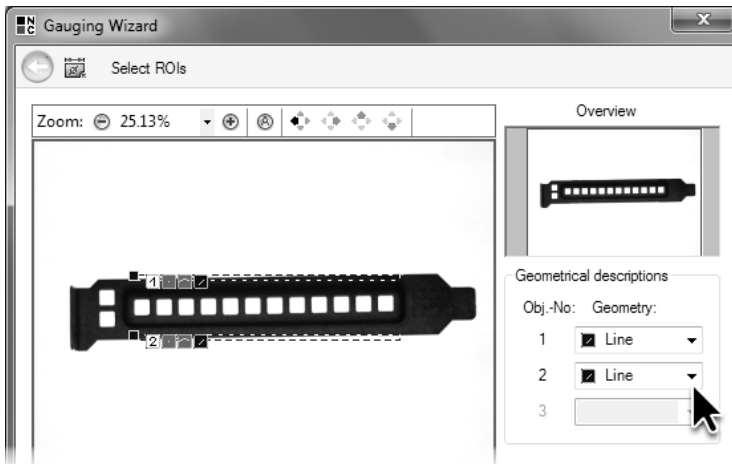 NC Gauging Wizard
Select ROIs
Zoom: 25.13%
Overview
1
2
Geometrical descriptions
Obj.-No: Geometry:
1 Line
2 Line
3